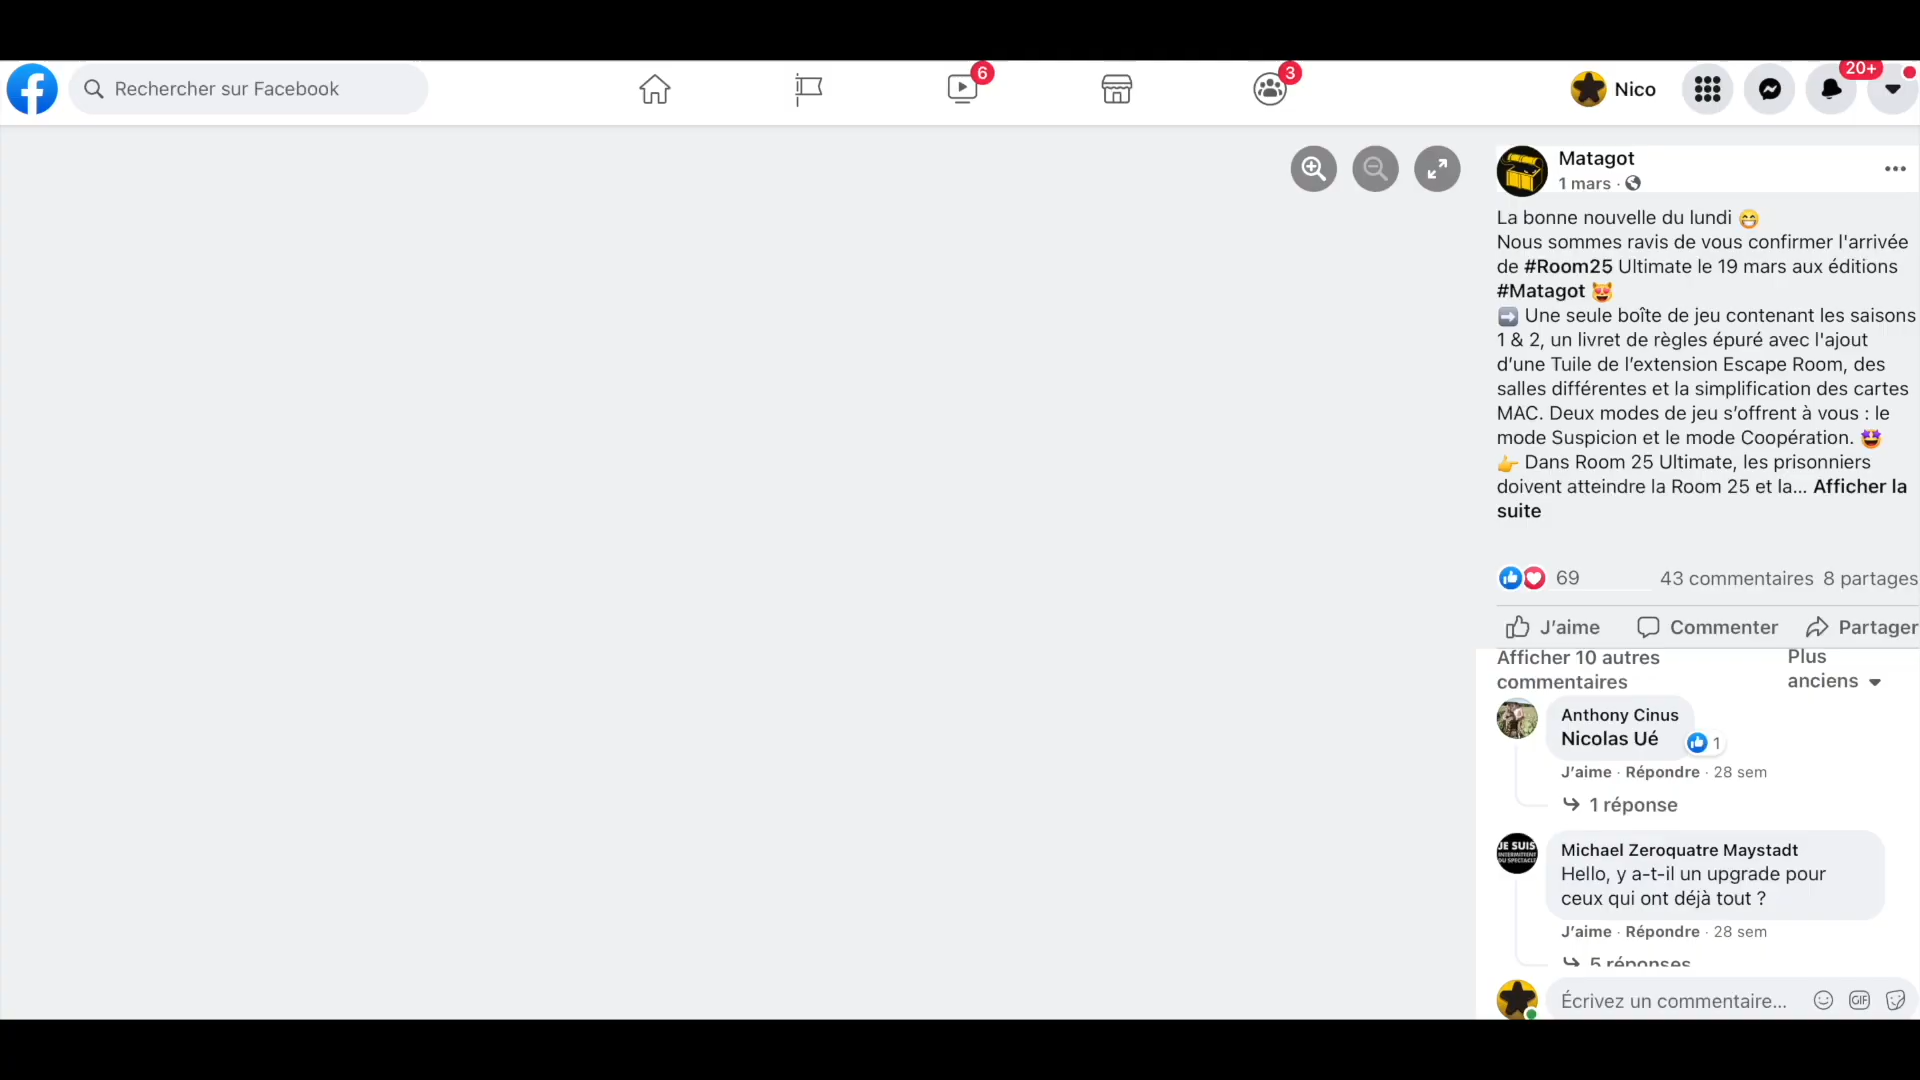 Rechercher sur Facebook
6
3
Nico
20+
Matagot
1 mars ·
La bonne nouvelle du lundi 😁
Nous sommes ravis de vous confirmer l'arrivée
de #Room25 Ultimate le 19 mars aux éditions
#Matagot 😻
➡️ Une seule boîte de jeu contenant les saisons
1 & 2, un livret de règles épuré avec l'ajout
d’une Tuile de l’extension Escape Room, des
salles différentes et la simplification des cartes
MAC. Deux modes de jeu s’offrent à vous : le
mode Suspicion et le mode Coopération. 🤩
👉 Dans Room 25 Ultimate, les prisonniers
doivent atteindre la Room 25 et la... Afficher la
suite
69 43 commentaires 8 partages
J’aime Commenter Partager
Afficher 10 autres
commentaires
Plus
anciens
Anthony Cinus
Nicolas Ué
1
J’aime · Répondre · 28 sem
1 réponse
JE SUIS
INTERMITTENT
DU SPECTACLE
Michael Zeroquatre Maystadt
Hello, y a-t-il un upgrade pour
ceux qui ont déjà tout ?
J’aime · Répondre · 28 sem
5 réponses
Écrivez un commentaire...
GIF